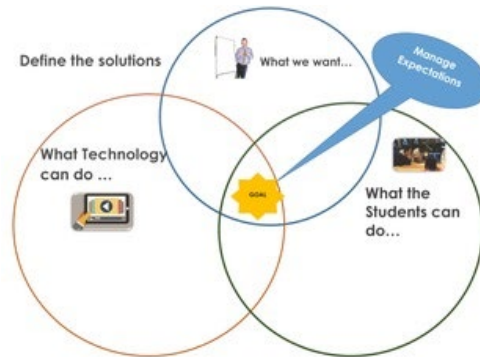 Manage
Expectations
Define the solutions
What we want...
What Technology
can do ...
GOAL
What the
Students can
do...